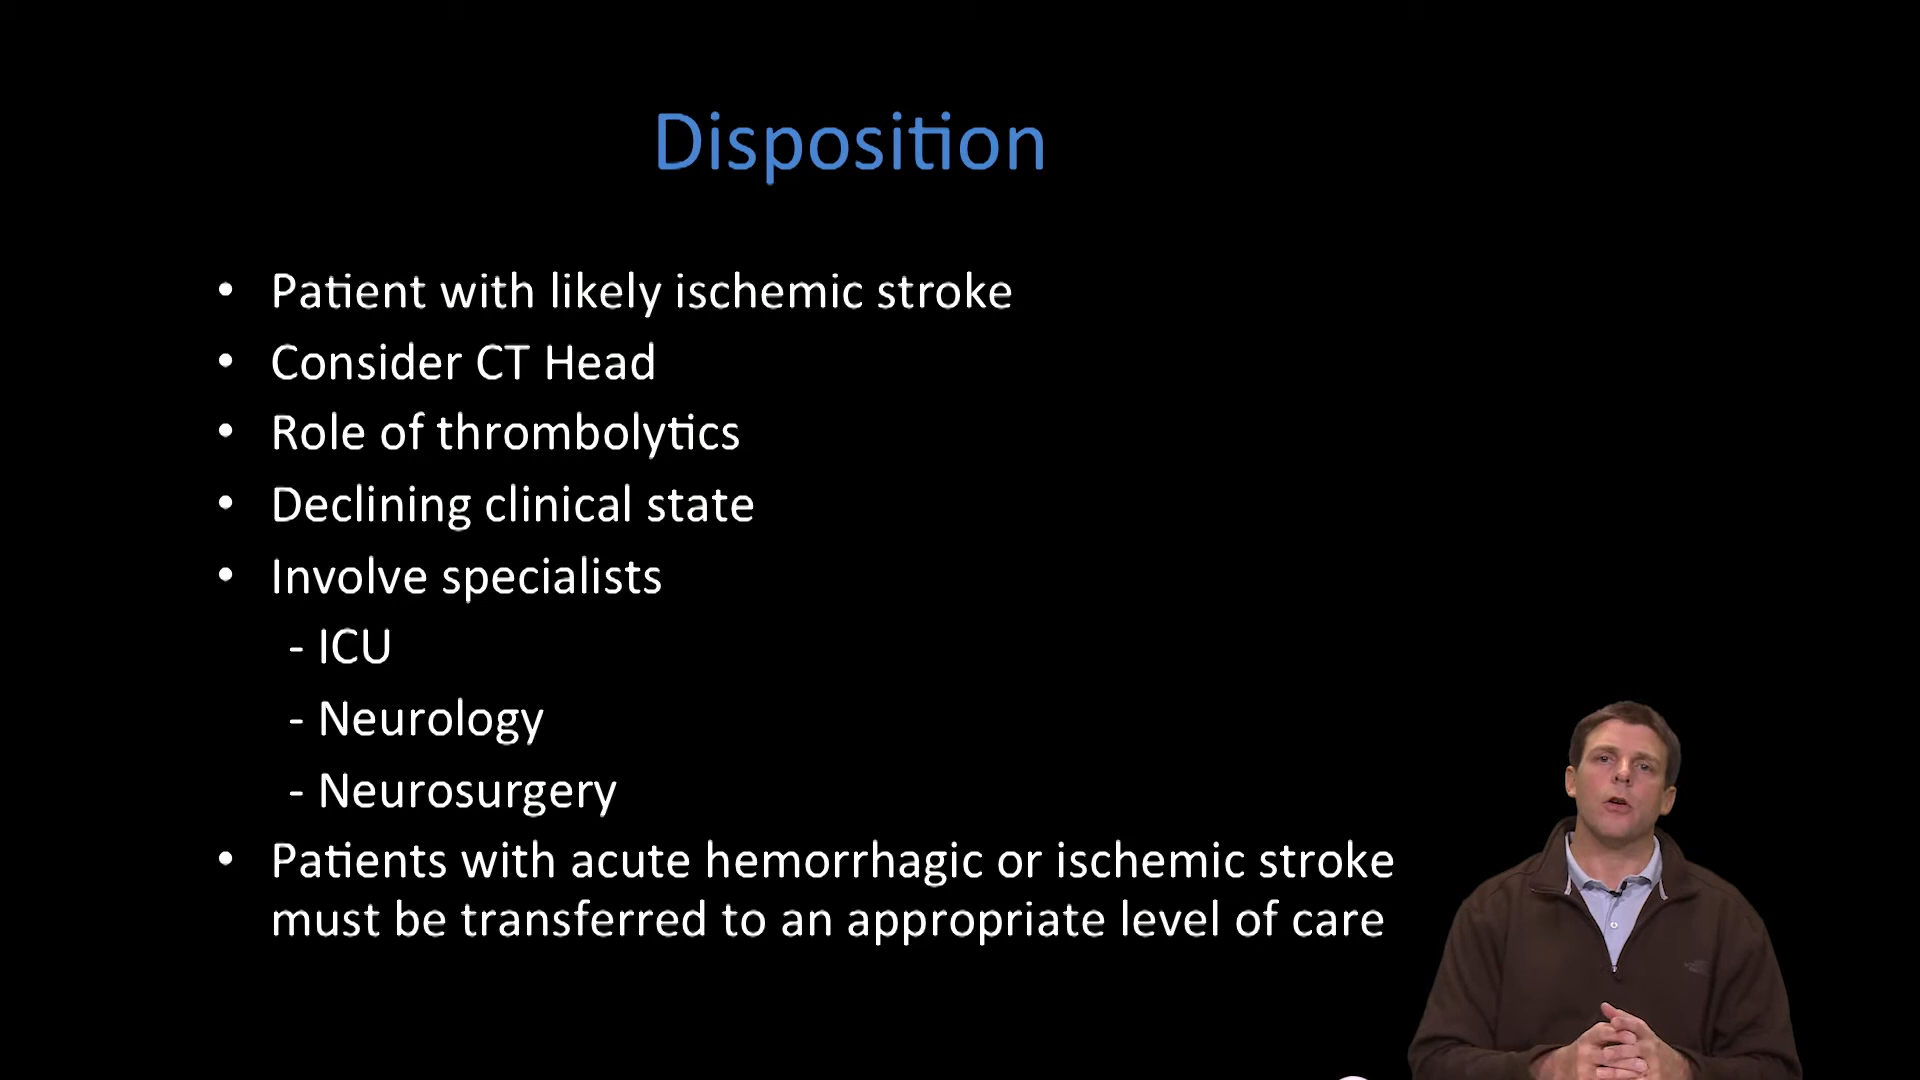 Disposition
• Patient with likely ischemic stroke
• Consider CT Head
• Role of thrombolytics
• Declining clinical state
• Involve specialists
- ICU
- Neurology
- Neurosurgery
• Patients with acute hemorrhagic or ischemic stroke
must be transferred to an appropriate level of care